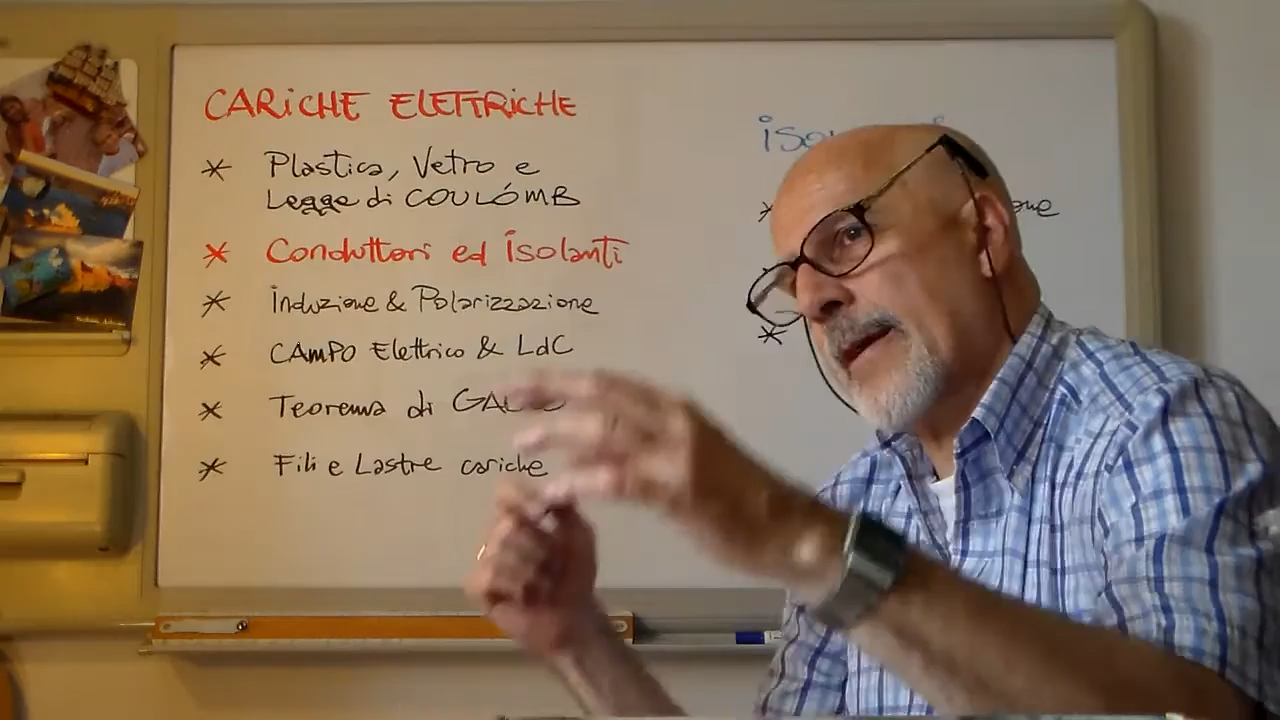 CARICHE ELETTRICHE
* Plastica, Vetro e
Legge di COULÓMB
* Conduttori ed isolanti
* induzione & Polarizzazione
* CAMPO Elettrico & LdC
* Teorema di
* Fili e Lastre cariche
*
*